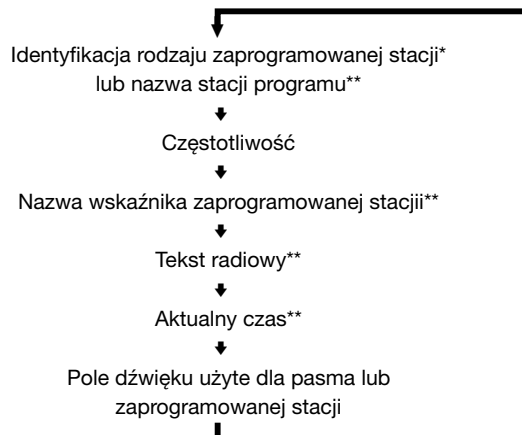 Identyfikacja rodzaju zaprogramowanej stacji*
lub nazwa stacji programu**
Częstotliwość
Nazwa wskaźnika zaprogramowanej stacjii**
Tekst radiowy**
Aktualny czas**
Pole dźwięku użyte dla pasma lub
zaprogramowanej stacji